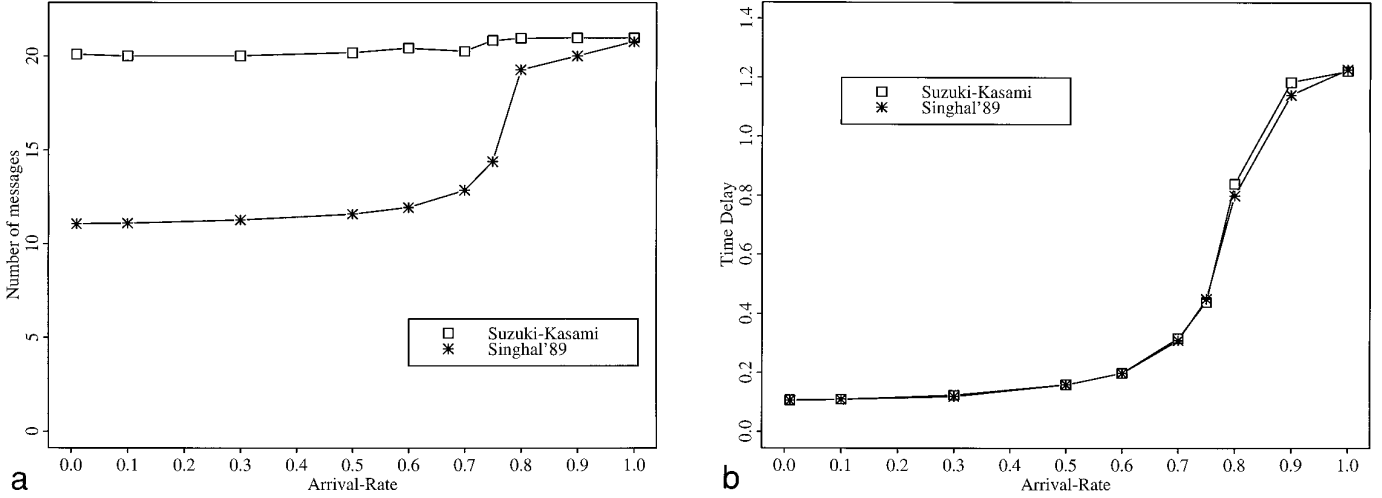 Number of messages
20
15
10
5
0
Suzuki-Kasami
Singhal'89
0.0 0.1 0.3 0.4 0.5 0.6 0.7 0.8 0.9 1.0
Arrival-Rate
a
Time Delay
1.4
1.2
1.0
0.8
0.6
0.4
0.2
0.0
Suzuki-Kasami
Singhal'89
0.0 0.1 0.3 0.4 0.5 0.6 0.7 0.8 0.9 1.0
Arrival-Rate
b